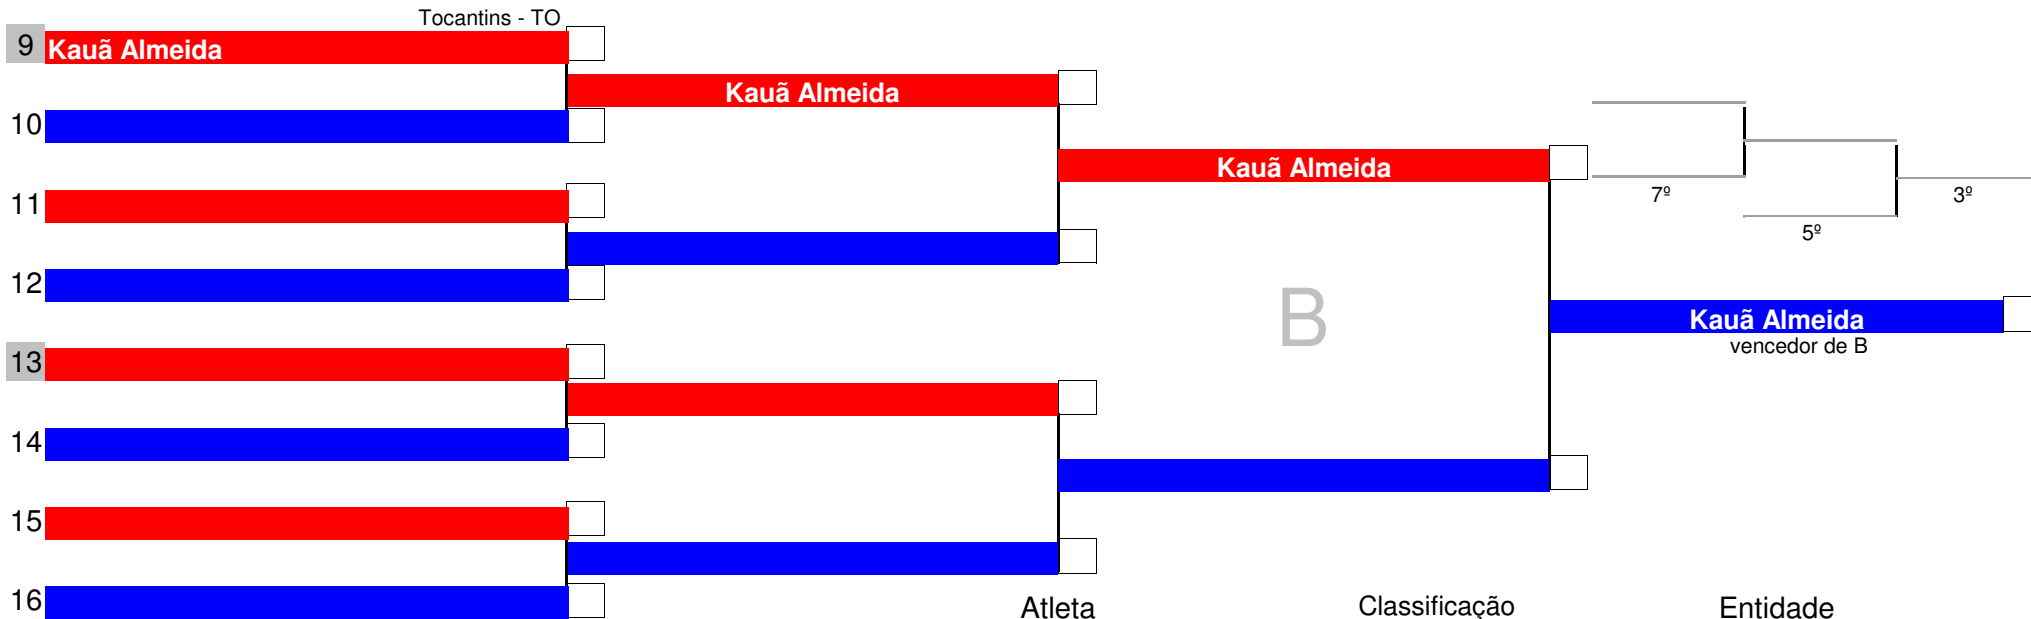 Tocantins - TO
9 Kauã Almeida
Kauã Almeida
10
Kauã Almeida
7º
3º
11
5º
12
B
Kauã Almeida
vencedor de B
13
14
15
16
Atleta Classificação Entidade